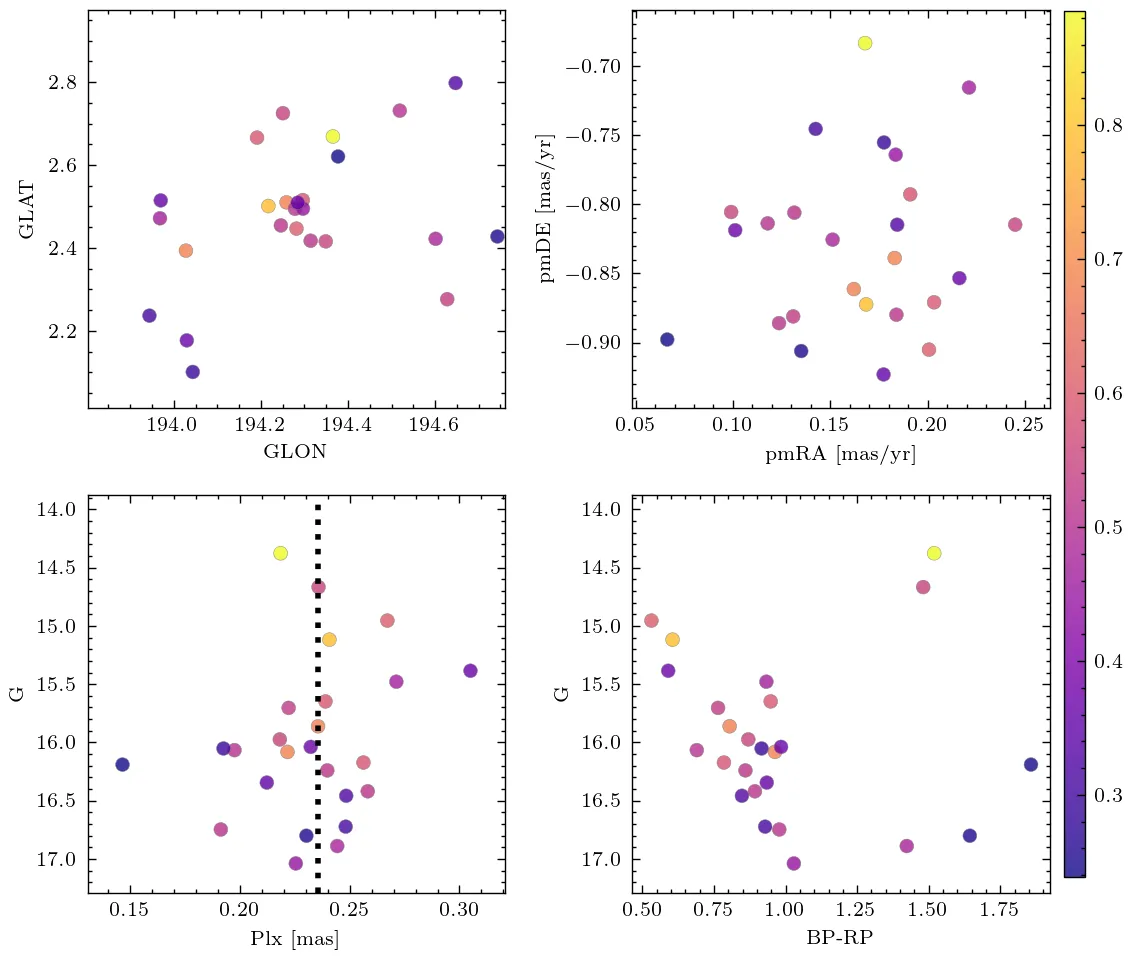 2.8
2.6
2.4
2.2
GLAT
194.0 194.2 194.4 194.6
GLON
−0.70
−0.75
−0.80
−0.85
−0.90
pmDE [mas/yr]
0.05 0.10 0.15 0.20 0.25
pmRA [mas/yr]
0.8
0.7
0.6
0.5
0.4
0.3
14.0
14.5
15.0
15.5
16.0
16.5
17.0
G
0.15 0.20 0.25 0.30
Plx [mas]
14.0
14.5
15.0
15.5
16.0
16.5
17.0
G
0.50 0.75 1.00 1.25 1.50 1.75
BP-RP